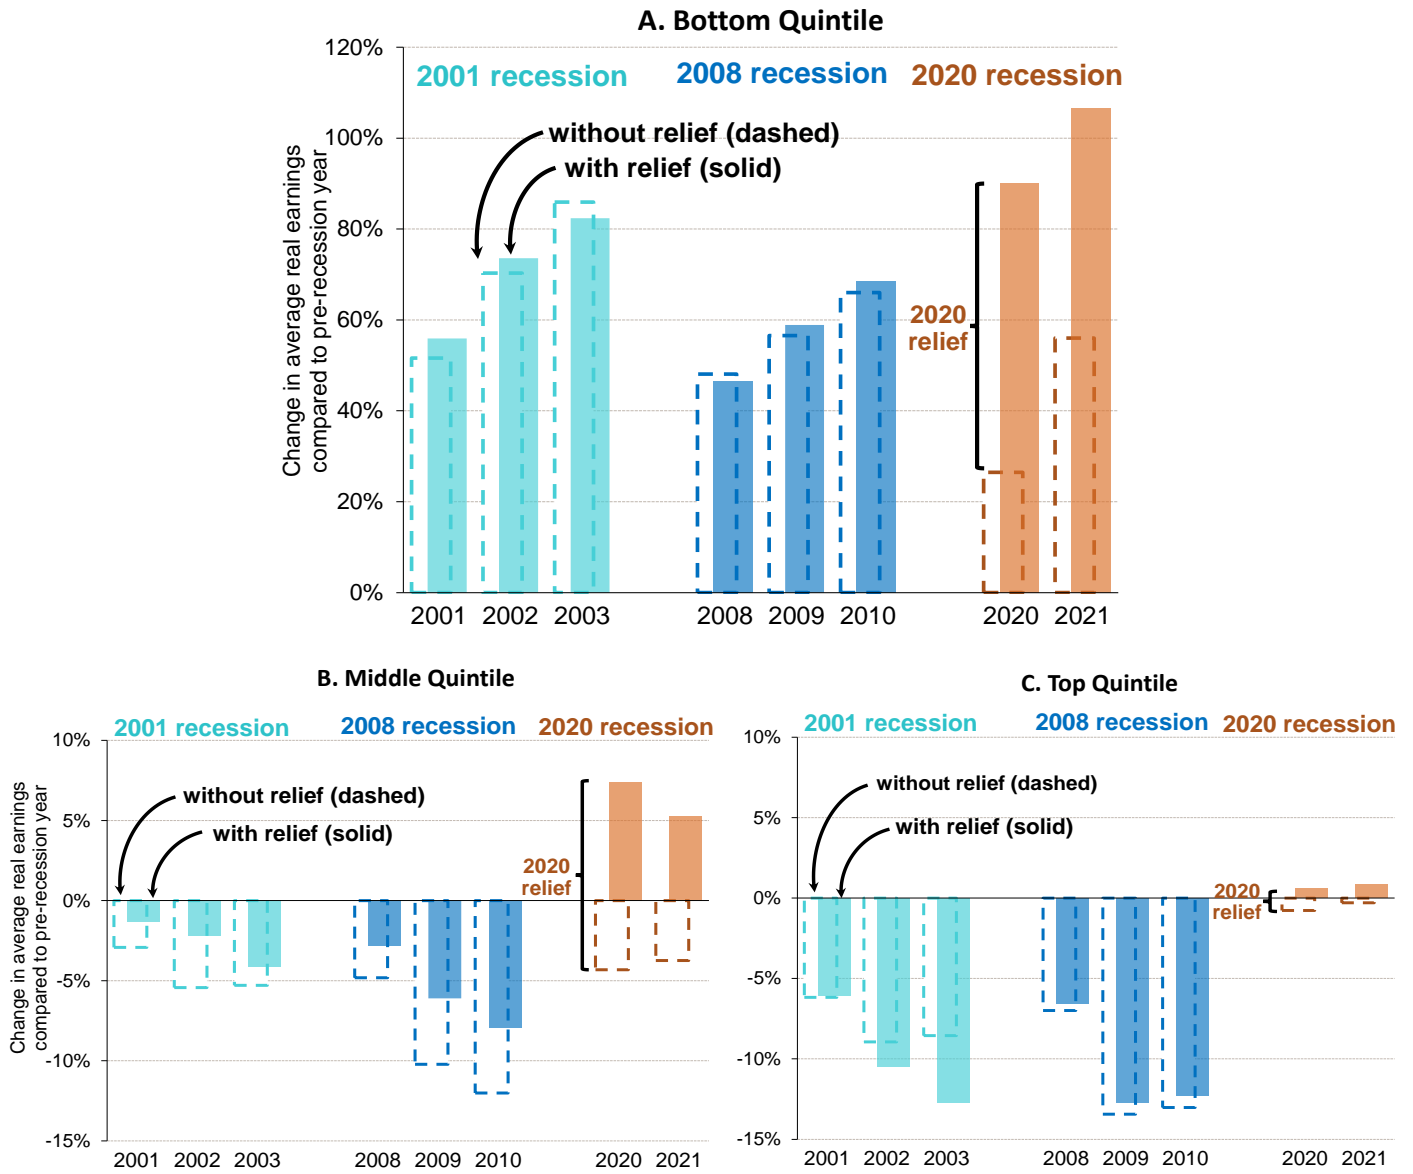 A. Bottom Quintile
120%
100%
80%
60%
40%
20%
0%
Change in average real earnings
compared to pre-recession year
2001 recession
2008 recession
2020 recession
without relief (dashed)
with relief (solid)
2020
relief
2001 2002 2003 2008 2009 2010 2020 2021
B. Middle Quintile
2001 recession
2008 recession
2020 recession
10%
5%
0%
-5%
-10%
-15%
Change in average real earnings
compared to pre-recession year
without relief (dashed)
with relief (solid)
2020
relief
2001 2002 2003 2008 2009 2010 2020 2021
C. Top Quintile
2001 recession
2008 recession
2020 recession
10%
5%
0%
-5%
-10%
-15%
without relief (dashed)
with relief (solid)
2020
relief
2001 2002 2003 2008 2009 2010 2020 2021